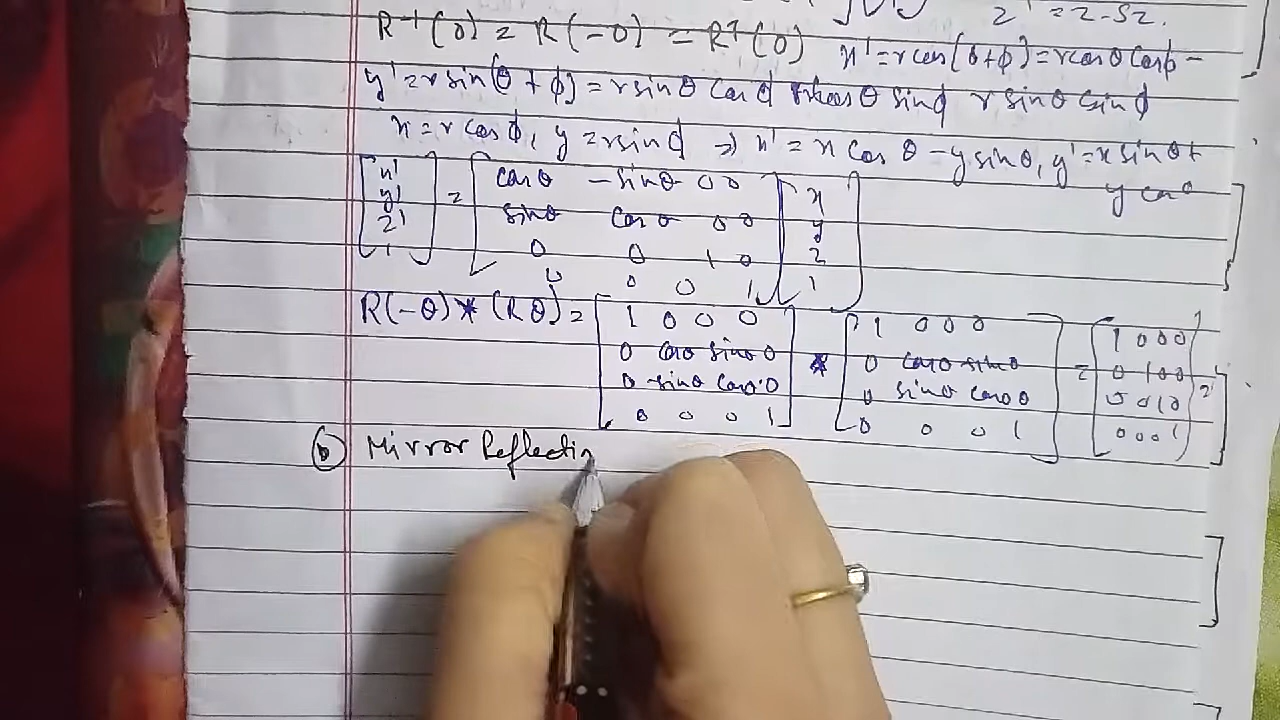 z' = z·Sz.
R⁻¹(θ) = R(-θ) = Rᵀ(θ) x' = r cos(θ+ϕ) = r cosθ cosϕ -
y' = r sin(θ + ϕ) = r sinθ cosϕ cosθ sinϕ r sinθ sinϕ
x = r cosϕ, y = r sinϕ ⇒ x' = x cosθ - y sinθ, y' = x sinθ +
y cosθ
[x'] = [cosθ -sinθ 0 0] [x]
[y'] [sinθ cosθ 0 0] [y]
[z'] [0 0 1 0] [z]
[1] [0 0 0 1] [1]
R(-θ) * (Rθ) = [1 0 0 0] * [1 0 0 0] = [1 0 0 0]
[0 cosθ sinθ 0] [0 cosθ sinθ] [0 1 0 0]
[0 -sinθ cosθ 0] [0 sinθ cosθ 0] [0 0 1 0]
[0 0 0 1] [0 0 0 1] [0 0 0 1]
⑥ Mirror Reflectin